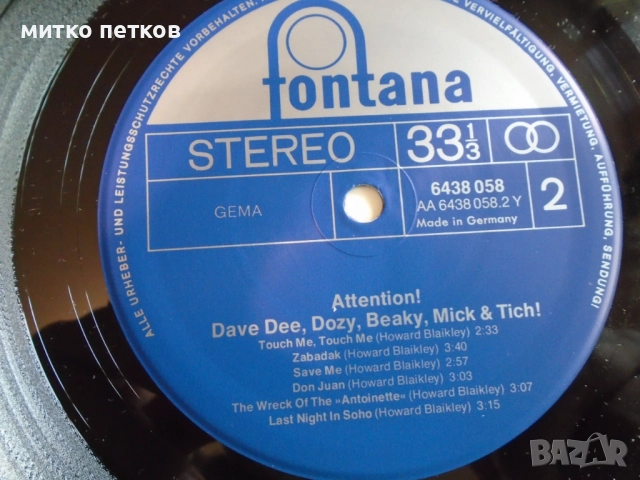 митко петков
ALLE URHEBER- UND LEISTUNGSSCHUTZRECHTE VORBEHALTEN.
VERVIELFÄLTIGUNG, VERMIETUNG, AUFFÜHRUNG, SENDUNG!
fontana
STEREO
33 1/3
GEMA
6438 058
AA 6438 058.2 Y
Made in Germany
2
Attention!
Dave Dee, Dozy, Beaky, Mick & Tich!
Touch Me, Touch Me (Howard Blaikley) 2:33
Zabadak (Howard Blaikley) 3:40
Save Me (Howard Blaikley) 2:57
Don Juan (Howard Blaikley) 3:03
The Wreck Of The »Antoinette« (Howard Blaikley) 3:07
Last Night In Soho (Howard Blaikley) 3:15
BAZAR